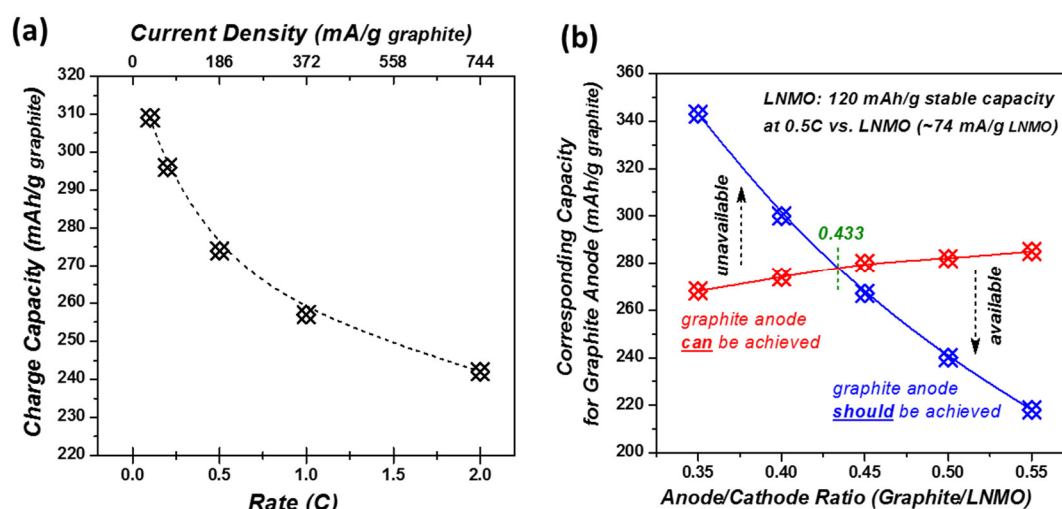 (a)
Current Density (mA/g graphite)
0 186 372 558 744
Charge Capacity (mAh/g graphite)
320
310
300
290
280
270
260
250
240
230
220
0.0 0.5 1.0 1.5 2.0
Rate (C)
(b)
Corresponding Capacity
for Graphite Anode (mAh/g graphite)
360
340
320
300
280
260
240
220
200
LNMO: 120 mAh/g stable capacity
at 0.5C vs. LNMO (~74 mA/g LNMO)
unavailable
0.433
available
graphite anode
can be achieved
graphite anode
should be achieved
0.35 0.40 0.45 0.50 0.55
Anode/Cathode Ratio (Graphite/LNMO)